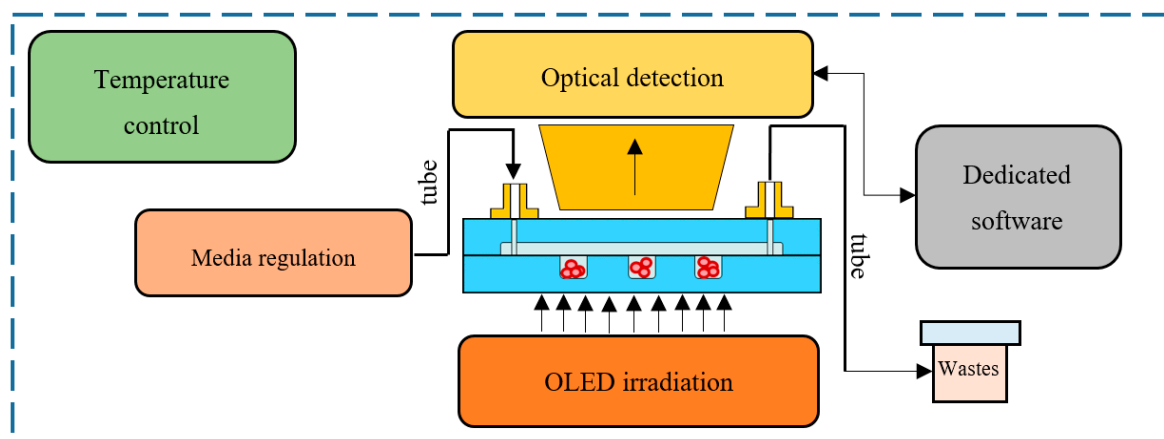 Temperature
control
Optical detection
tube
Media regulation
Dedicated
software
tube
OLED irradiation
Wastes